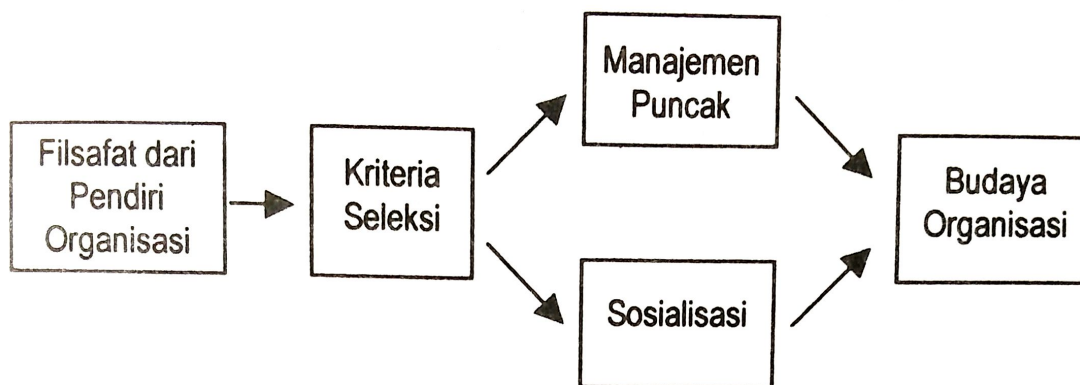 Filsafat dari
Pendiri
Organisasi
Kriteria
Seleksi
Manajemen
Puncak
Sosialisasi
Budaya
Organisasi